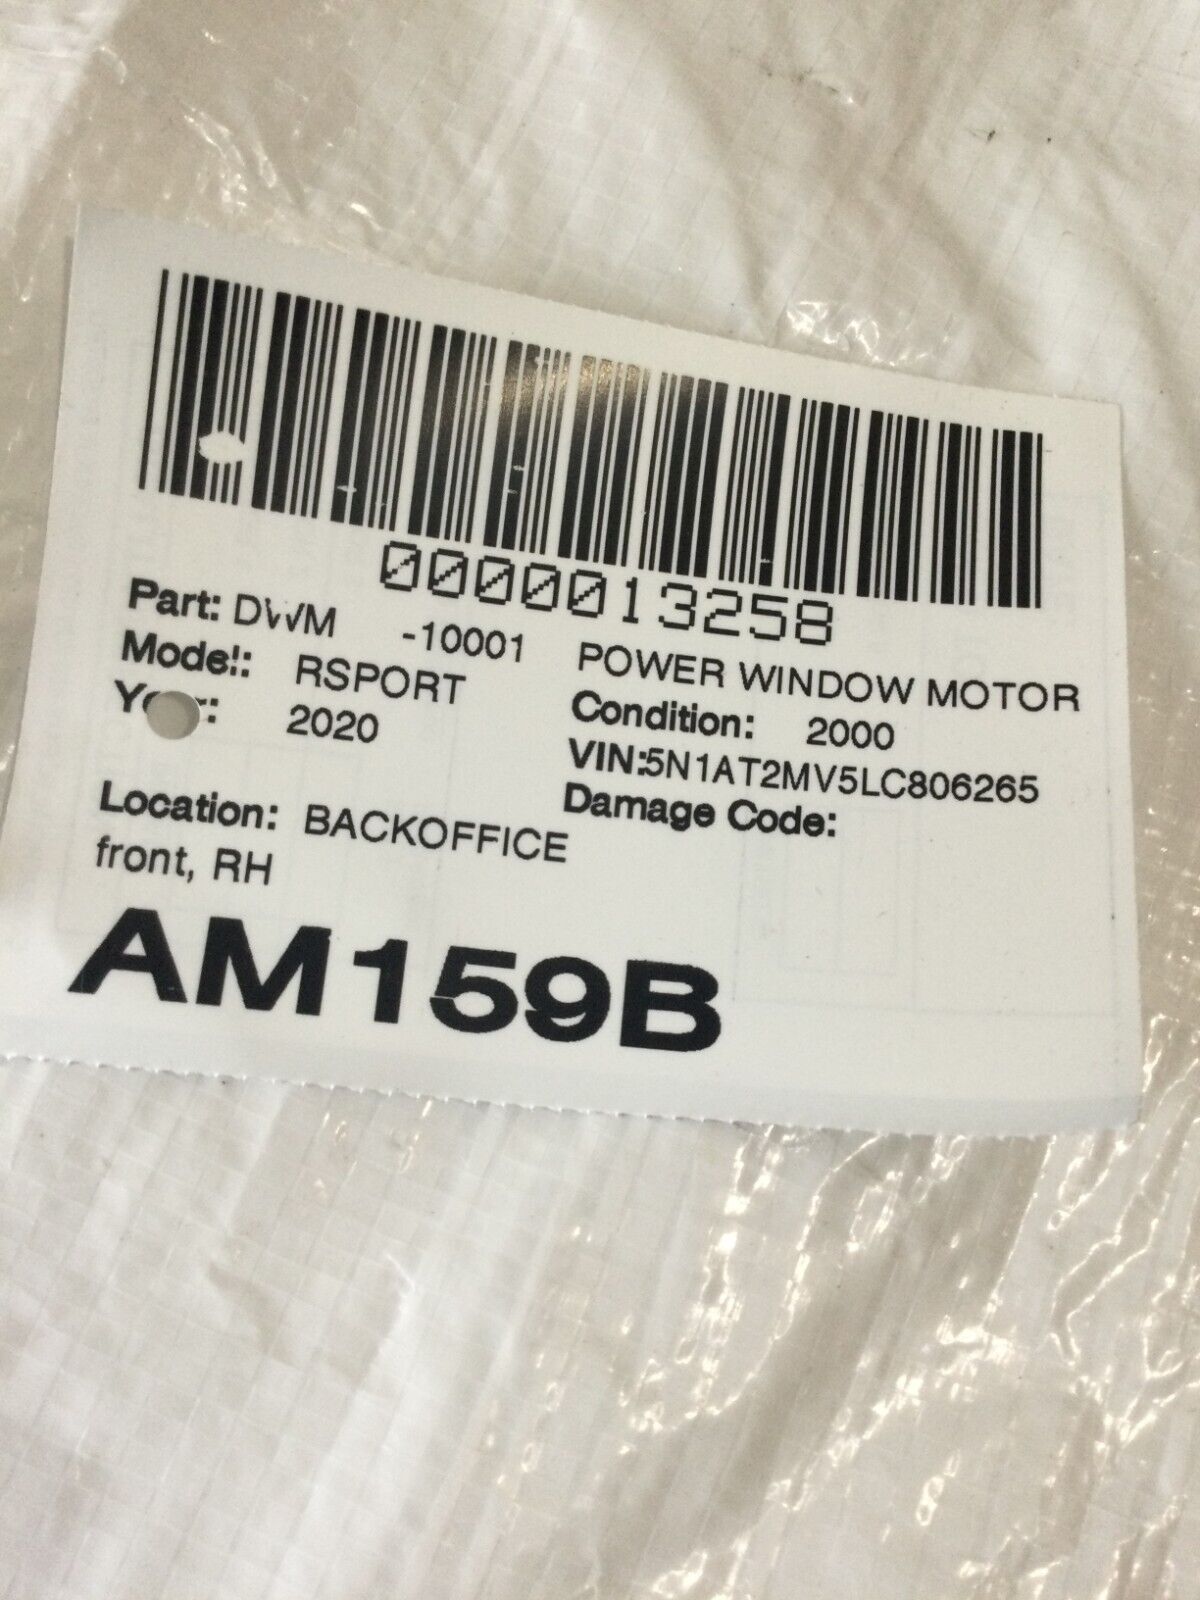 0000013258
Part: DWM -10001 POWER WINDOW MOTOR
Model: RSPORT Condition: 2000
Year: 2020 VIN:5N1AT2MV5LC806265
Location: BACKOFFICE Damage Code:
front, RH
AM159B